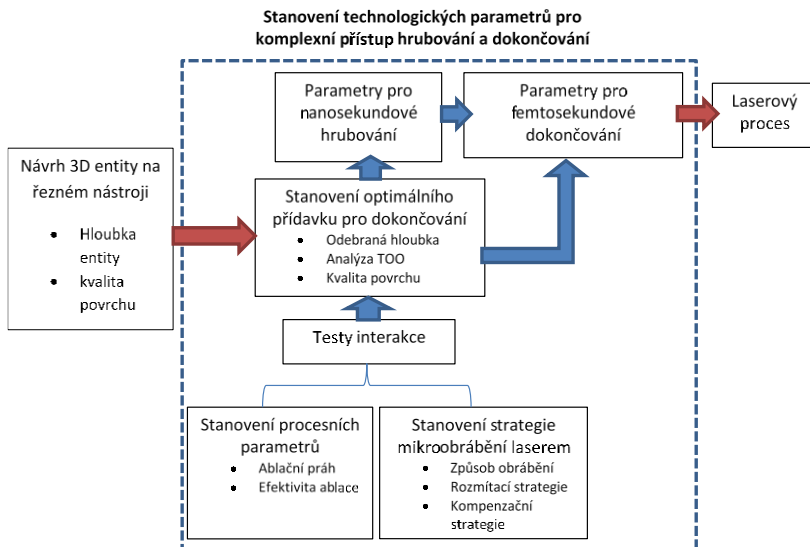 Stanovení technologických parametrů pro
komplexní přístup hrubování a dokončování
Parametry pro
nanosekundové
hrubování
Parametry pro
femtosekundové
dokončování
Laserový
proces
Návrh 3D entity na
řezném nástroji
• Hloubka
entity
• kvalita
povrchu
Stanovení optimálního
přídavku pro dokončování
• Odebraná hloubka
• Analýza TOO
• Kvalita povrchu
Testy interakce
Stanovení procesních
parametrů
• Ablační práh
• Efektivita ablace
Stanovení strategie
mikroobrábění laserem
• Způsob obrábění
• Rozmítací strategie
• Kompenzační
strategie